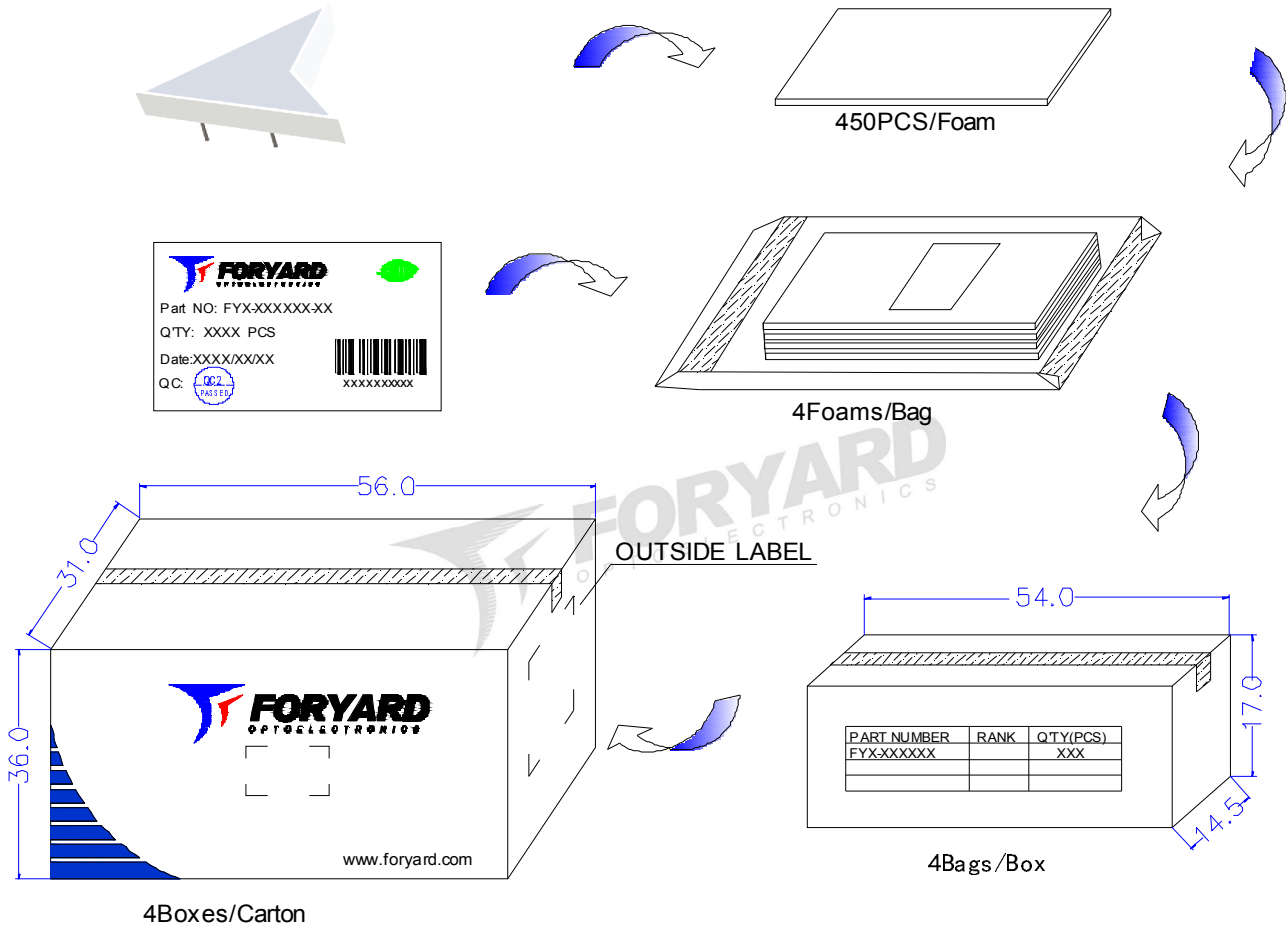 450PCS/Foam
FORYARD
OPTOELECTRONICS
Part NO: FYX-XXXXXX-XX
Q'TY: XXXX PCS
Date:XXXX/XX/XX
QC: QC2 PASSED
XXXXXXXXXX
4Foams/Bag
FORYARD
OPTOELECTRONICS
56.0
31.0
36.0
OUTSIDE LABEL
FORYARD
OPTOELECTRONICS
www.foryard.com
4Boxes/Carton
54.0
17.0
14.5
PART NUMBER RANK Q'TY(PCS)
FYX-XXXXXX XXX
4Bags/Box